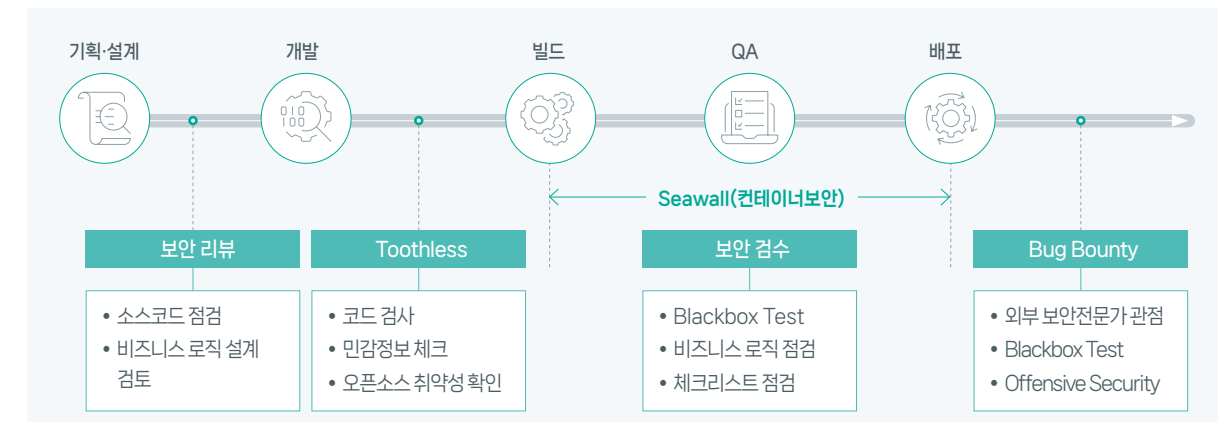 기획·설계
개발
빌드
QA
배포
010
100
Seawall(컨테이너보안)
보안 리뷰
• 소스코드 점검
• 비즈니스 로직 설계
검토
Toothless
• 코드 검사
• 민감정보 체크
• 오픈소스 취약성 확인
보안 검수
• Blackbox Test
• 비즈니스 로직 점검
• 체크리스트 점검
Bug Bounty
• 외부 보안전문가 관점
• Blackbox Test
• Offensive Security